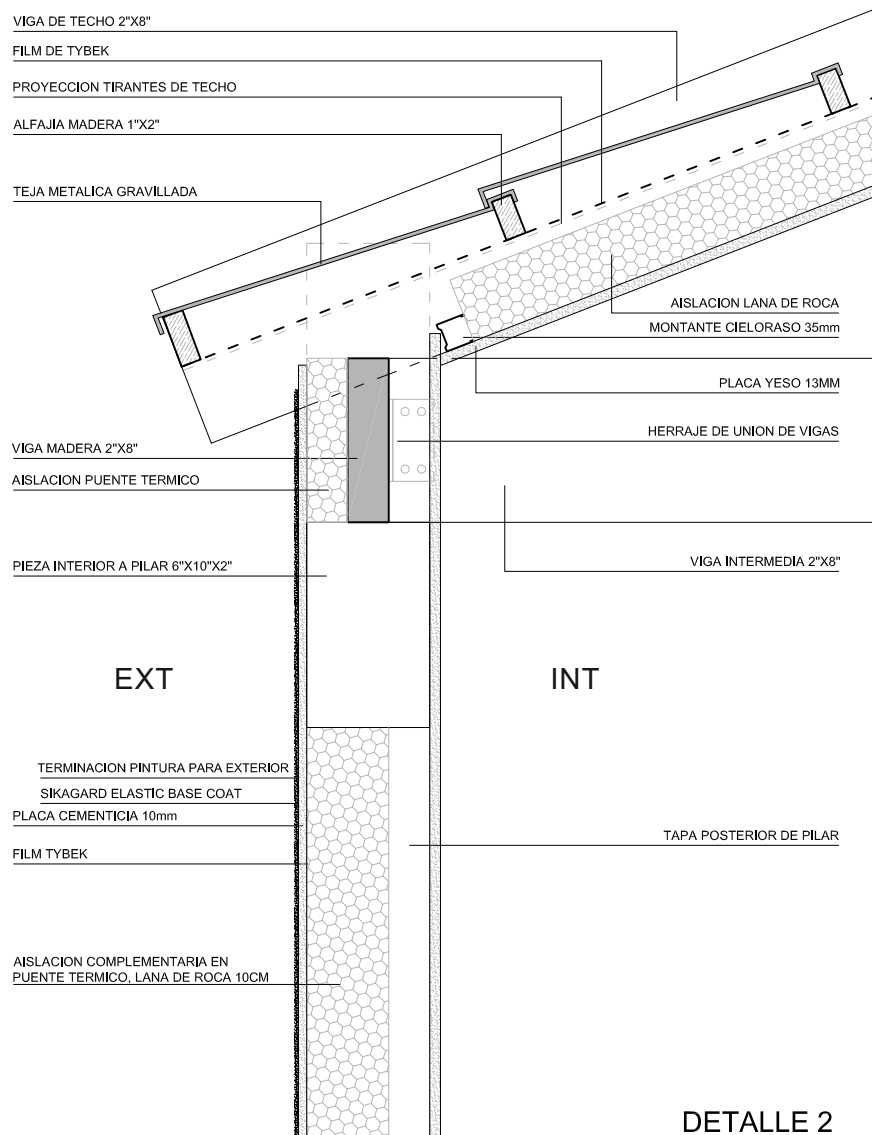 VIGA DE TECHO 2"X8"
FILM DE TYBEK
PROYECCION TIRANTES DE TECHO
ALFAJIA MADERA 1"X2"
TEJA METALICA GRAVILLADA
AISLACION LANA DE ROCA
MONTANTE CIELORASO 35mm
PLACA YESO 13MM
HERRAJE DE UNION DE VIGAS
VIGA MADERA 2"X8"
AISLACION PUENTE TERMICO
PIEZA INTERIOR A PILAR 6"X10"X2"
VIGA INTERMEDIA 2"X8"
EXT
INT
TERMINACION PINTURA PARA EXTERIOR
SIKAGARD ELASTIC BASE COAT
PLACA CEMENTICIA 10mm
FILM TYBEK
TAPA POSTERIOR DE PILAR
AISLACION COMPLEMENTARIA EN
PUENTE TERMICO, LANA DE ROCA 10CM
DETALLE 2